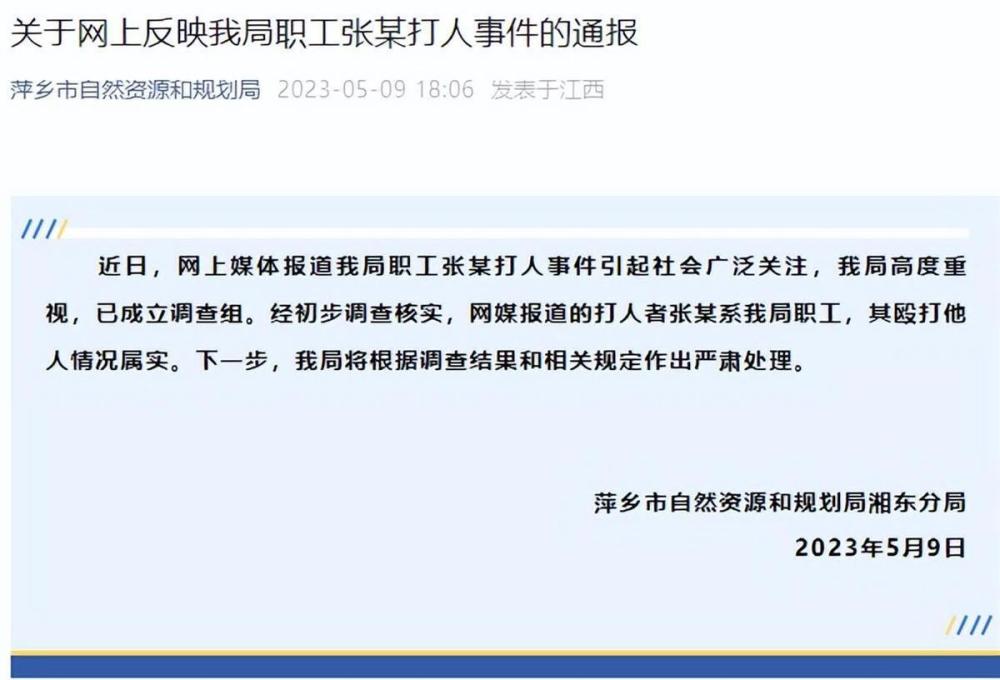 关于网上反映我局职工张某打人事件的通报
萍乡市自然资源和规划局 2023-05-09 18:06 发表于江西
近日，网上媒体报道我局职工张某打人事件引起社会广泛关注，我局高度重
视，已成立调查组。经初步调查核实，网媒报道的打人者张某系我局职工，其殴打他
人情况属实。下一步，我局将根据调查结果和相关规定作出严肃处理。
萍乡市自然资源和规划局湘东分局
2023年5月9日